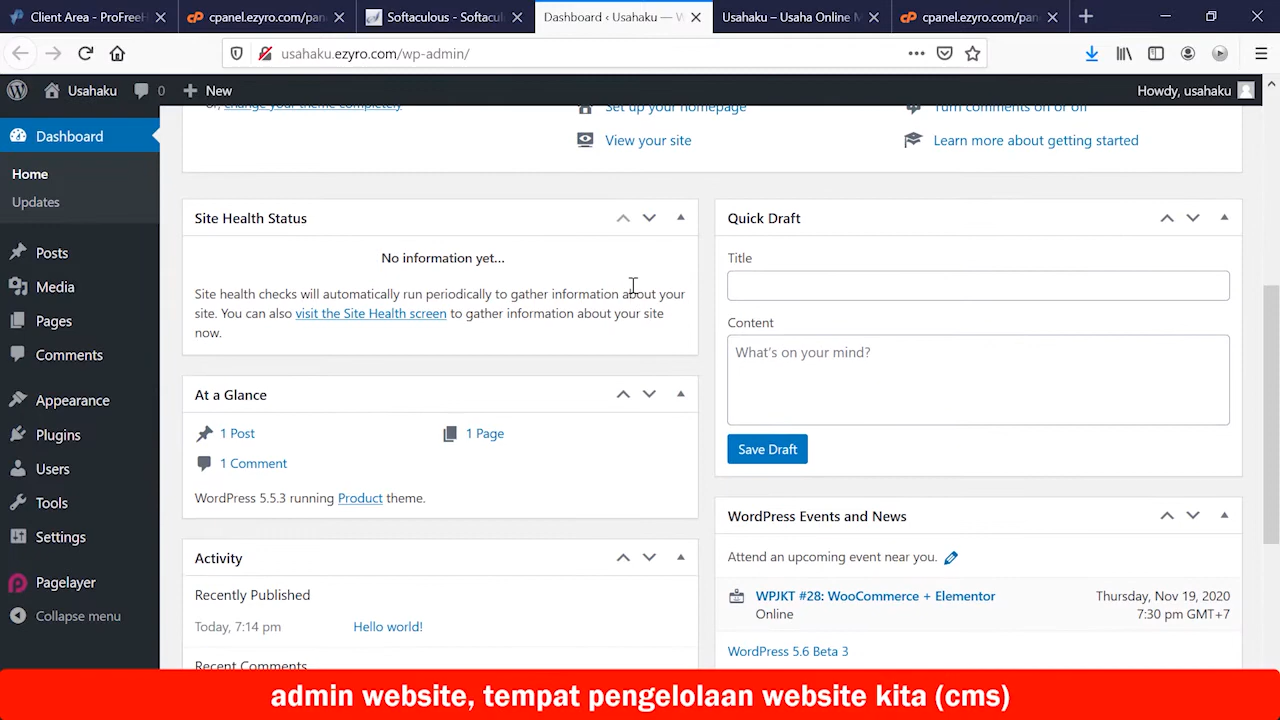 Client Area - ProFreeH
cpanel.ezyro.com/pan
Softaculous - Softacul
Dashboard ‹ Usahaku — W
Usahaku – Usaha Online M
cpanel.ezyro.com/pan
usahaku.ezyro.com/wp-admin/
Usahaku
0
New
Howdy, usahaku
Dashboard
Home
Updates
Posts
Media
Pages
Comments
Appearance
Plugins
Users
Tools
Settings
Pagelayer
Collapse menu
Or, change your theme completely
Set up your homepage
Turn comments on or off
View your site
Learn more about getting started
Site Health Status
No information yet...
Site health checks will automatically run periodically to gather information about your
site. You can also visit the Site Health screen to gather information about your site
now.
At a Glance
1 Post
1 Page
1 Comment
WordPress 5.5.3 running Product theme.
Activity
Recently Published
Today, 7:14 pm
Hello world!
Recent Comments
Quick Draft
Title
Content
What's on your mind?
Save Draft
WordPress Events and News
Attend an upcoming event near you.
WPJKT #28: WooCommerce + Elementor
Online
Thursday, Nov 19, 2020
7:30 pm GMT+7
WordPress 5.6 Beta 3
admin website, tempat pengelolaan website kita (cms)